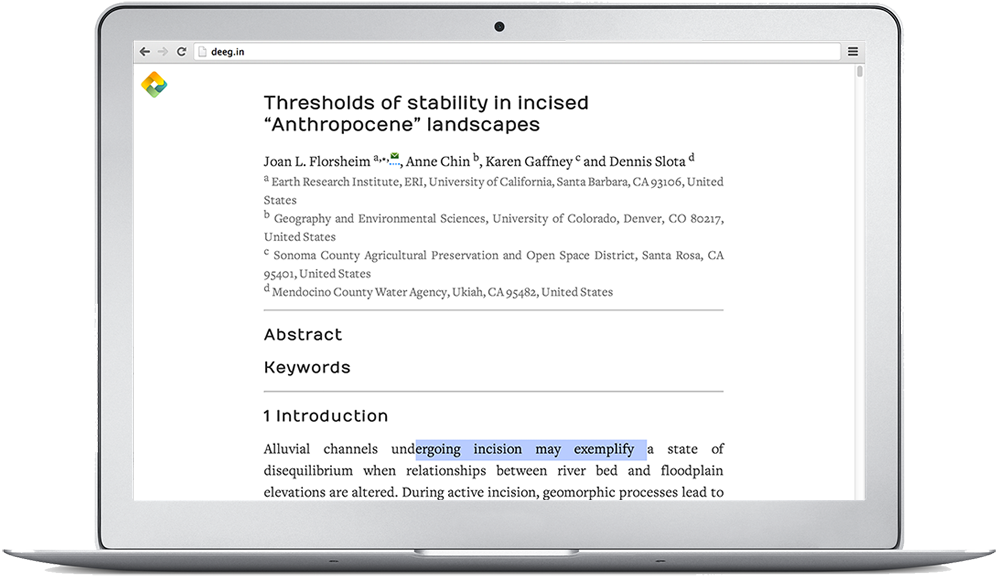 deeg.in
Thresholds of stability in incised
“Anthropocene” landscapes
Joan L. Florsheim a,*, , Anne Chin b, Karen Gaffney c and Dennis Slota d
a Earth Research Institute, ERI, University of California, Santa Barbara, CA 93106, United
States
b Geography and Environmental Sciences, University of Colorado, Denver, CO 80217,
United States
c Sonoma County Agricultural Preservation and Open Space District, Santa Rosa, CA
95401, United States
d Mendocino County Water Agency, Ukiah, CA 95482, United States
Abstract
Keywords
1 Introduction
Alluvial channels undergoing incision may exemplify a state of
disequilibrium when relationships between river bed and floodplain
elevations are altered. During active incision, geomorphic processes lead to